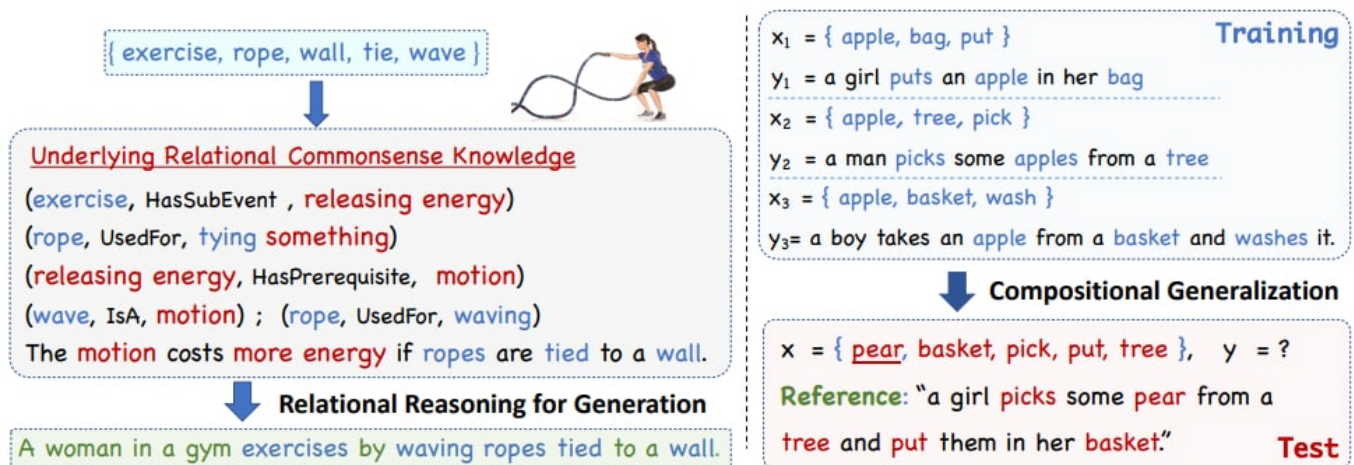 { exercise, rope, wall, tie, wave }
Underlying Relational Commonsense Knowledge
(exercise, HasSubEvent , releasing energy)
(rope, UsedFor, tying something)
(releasing energy, HasPrerequisite, motion)
(wave, IsA, motion) ; (rope, UsedFor, waving)
The motion costs more energy if ropes are tied to a wall.
Relational Reasoning for Generation
A woman in a gym exercises by waving ropes tied to a wall.
Training
x₁ = { apple, bag, put }
y₁ = a girl puts an apple in her bag
x₂ = { apple, tree, pick }
y₂ = a man picks some apples from a tree
x₃ = { apple, basket, wash }
y₃= a boy takes an apple from a basket and washes it.
Compositional Generalization
x = { pear, basket, pick, put, tree }, y = ?
Reference: “a girl picks some pear from a
tree and put them in her basket.”
Test